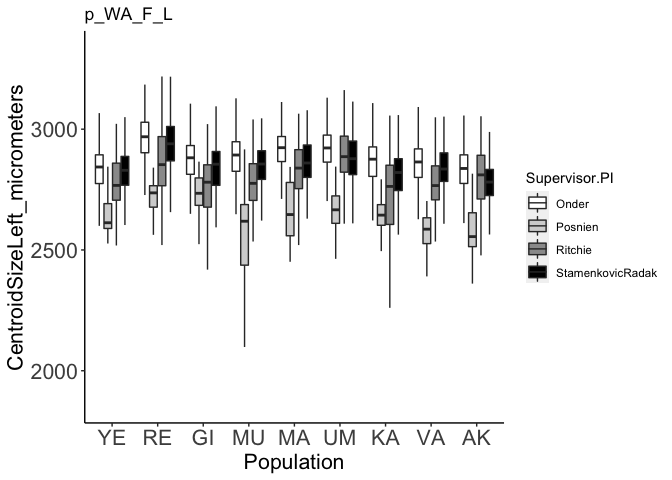 p_WA_F_L
CentroidSizeLeft_micrometers
3000
2500
2000
YE RE GI MU MA UM KA VA AK
Population
Supervisor.PI
Onder
Posnien
Ritchie
StamenkovicRadak